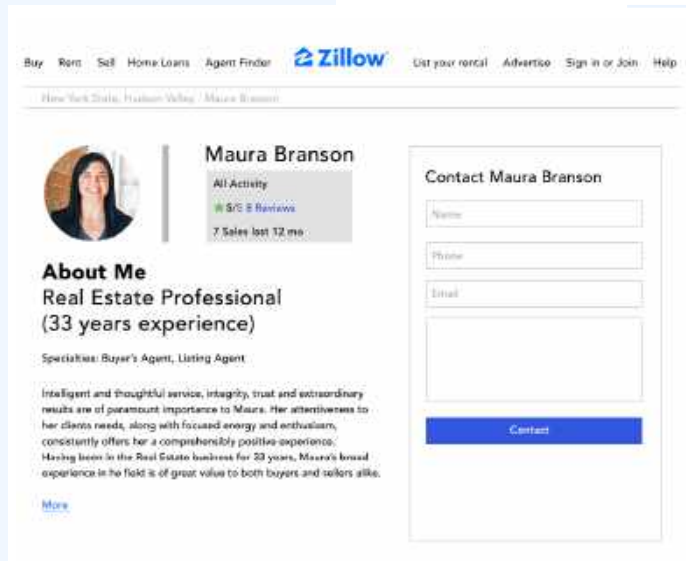 Buy Rent Sell Home Loans Agent Finder Zillow List your rental Advertise Sign in or Join Help
New York State, Hudson Valley / Maura Branson
Maura Branson
All Activity
5/5 8 Reviews
7 Sales last 12 mo
Contact Maura Branson
Name
Phone
Email
Contact
About Me
Real Estate Professional
(33 years experience)
Specialties: Buyer's Agent, Listing Agent
Intelligent and thoughtful service, integrity, trust and extraordinary
results are of paramount importance to Maura. Her attentiveness to
her clients needs, along with focused energy and enthusiasm,
consistently offers her a comprehensibly positive experience.
Having been in the Real Estate business for 33 years, Maura's broad
experience in he field is of great value to both buyers and sellers alike.
More